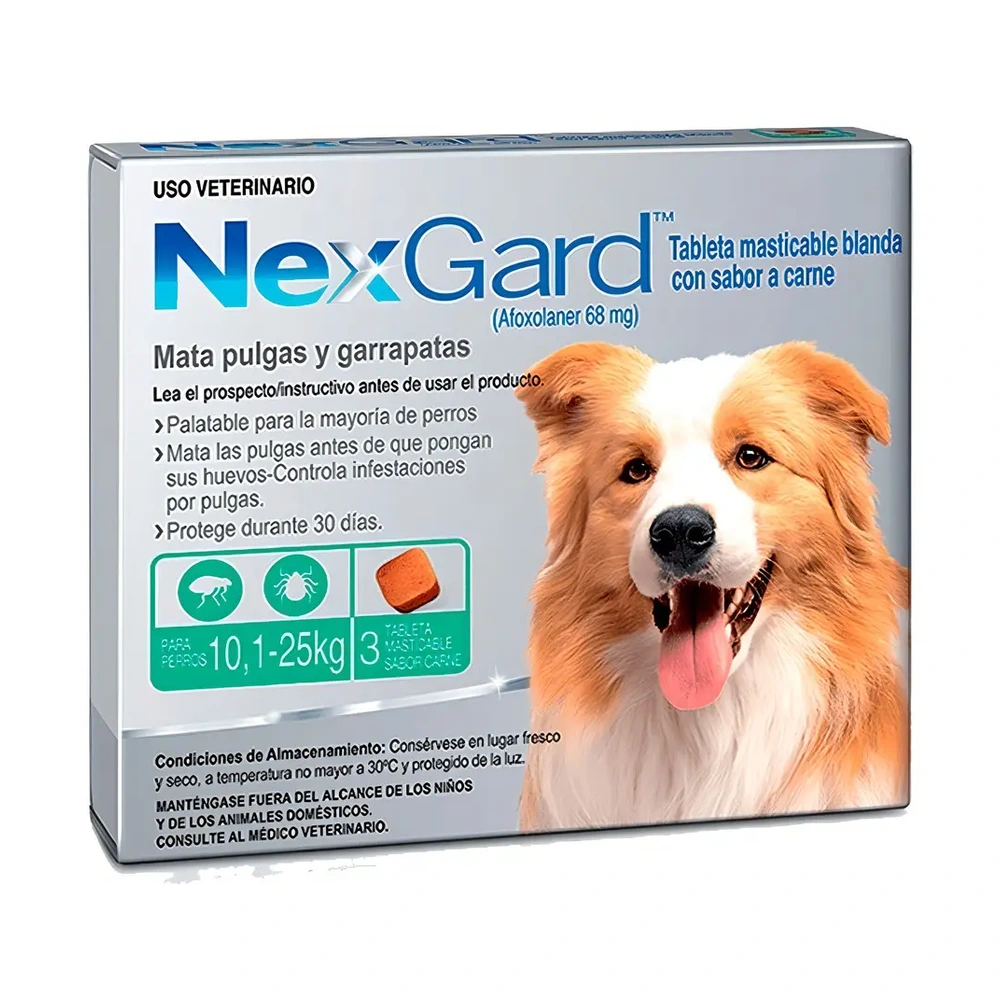 NexGard
USO VETERINARIO
NexGard™
Tableta masticable blanda
con sabor a carne
(Afoxolaner 68 mg)
Mata pulgas y garrapatas
Lea el prospecto/instructivo antes de usar el producto.
›Palatable para la mayoría de perros
›Mata las pulgas antes de que pongan
sus huevos-Controla infestaciones
por pulgas.
›Protege durante 30 días.
PARA
PERROS 10,1-25kg
3 TABLETA
MASTICABLE
SABOR CARNE
Condiciones de Almacenamiento: Consérvese en lugar fresco
y seco, a temperatura no mayor a 30ºC y protegido de la luz.
MANTÉNGASE FUERA DEL ALCANCE DE LOS NIÑOS
Y DE LOS ANIMALES DOMÉSTICOS.
CONSULTE AL MÉDICO VETERINARIO.